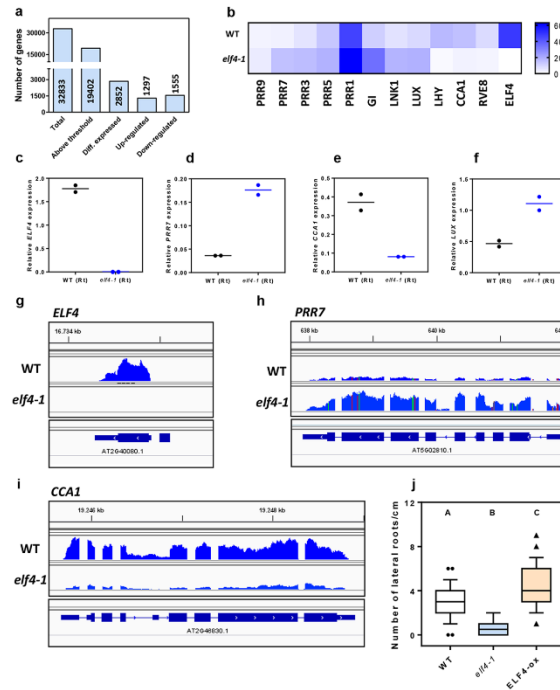 a
Number of genes
30000
15000
3000
1500
0
32833
19402
2852
1297
1555
Total
Above threshold
Diff. expressed
Up-regulated
Down-regulated
b
WT
elf4-1
PRR9
PRR7
PRR3
PRR5
PRR1
GI
LNK1
LUX
LHY
CCA1
RVE8
ELF4
60
40
20
0
c
Relative ELF4 expression
2.0
1.5
1.0
0.5
0.0
WT (Rt)
elf4-1 (Rt)
d
Relative PRR7 expression
0.20
0.15
0.10
0.05
0.00
WT (Rt)
elf4-1 (Rt)
e
Relative CCA1 expression
0.5
0.4
0.3
0.2
0.1
0.0
WT (Rt)
elf4-1 (Rt)
f
Relative LUX expression
1.5
1.0
0.5
0.0
WT (Rt)
elf4-1 (Rt)
g
ELF4
16,734 kb
WT
elf4-1
AT2G40080.1
h
PRR7
638 kb
640 kb
WT
elf4-1
AT5G02810.1
i
CCA1
19,246 kb
19,248 kb
WT
elf4-1
AT2G46830.1
j
Number of lateral roots/cm
12
8
4
0
A
B
C
WT
elf4-1
ELF4-ox